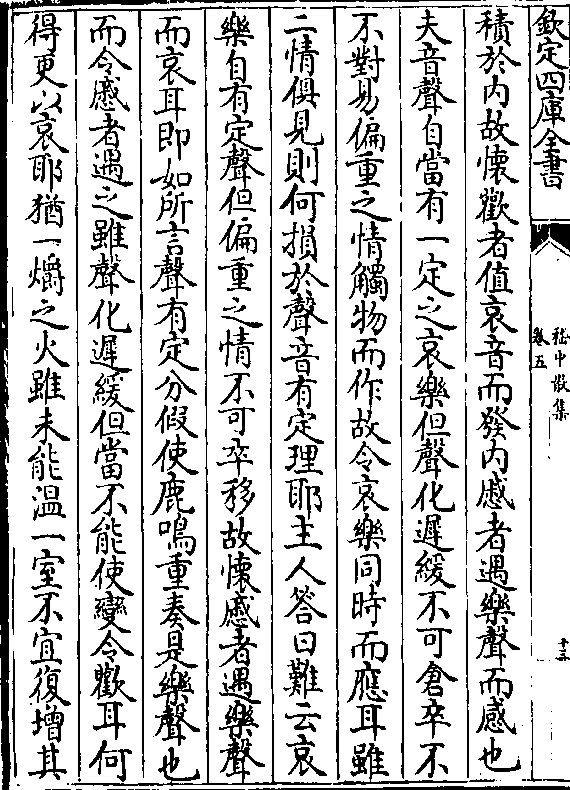 欽定四庫全書
嵇中散集
卷五
十五
積於內故懷歡者值哀音而發內慼者遇樂聲而感也
夫音聲自當有一定之哀樂但聲化遲緩不可倉卒不
不對易偏重之情觸物而作故令哀樂同時而應耳雖
二情俱見則何損於聲音有定理耶主人答曰難云哀
樂自有定聲但偏重之情不可卒移故懷慼者遇樂聲
而哀耳即如所言聲有定分假使鹿鳴重奏是樂聲也
而令慼者遇之雖聲化遲緩但當不能使變令歡耳何
得更以哀耶猶一爝之火雖未能溫一室不宜復增其